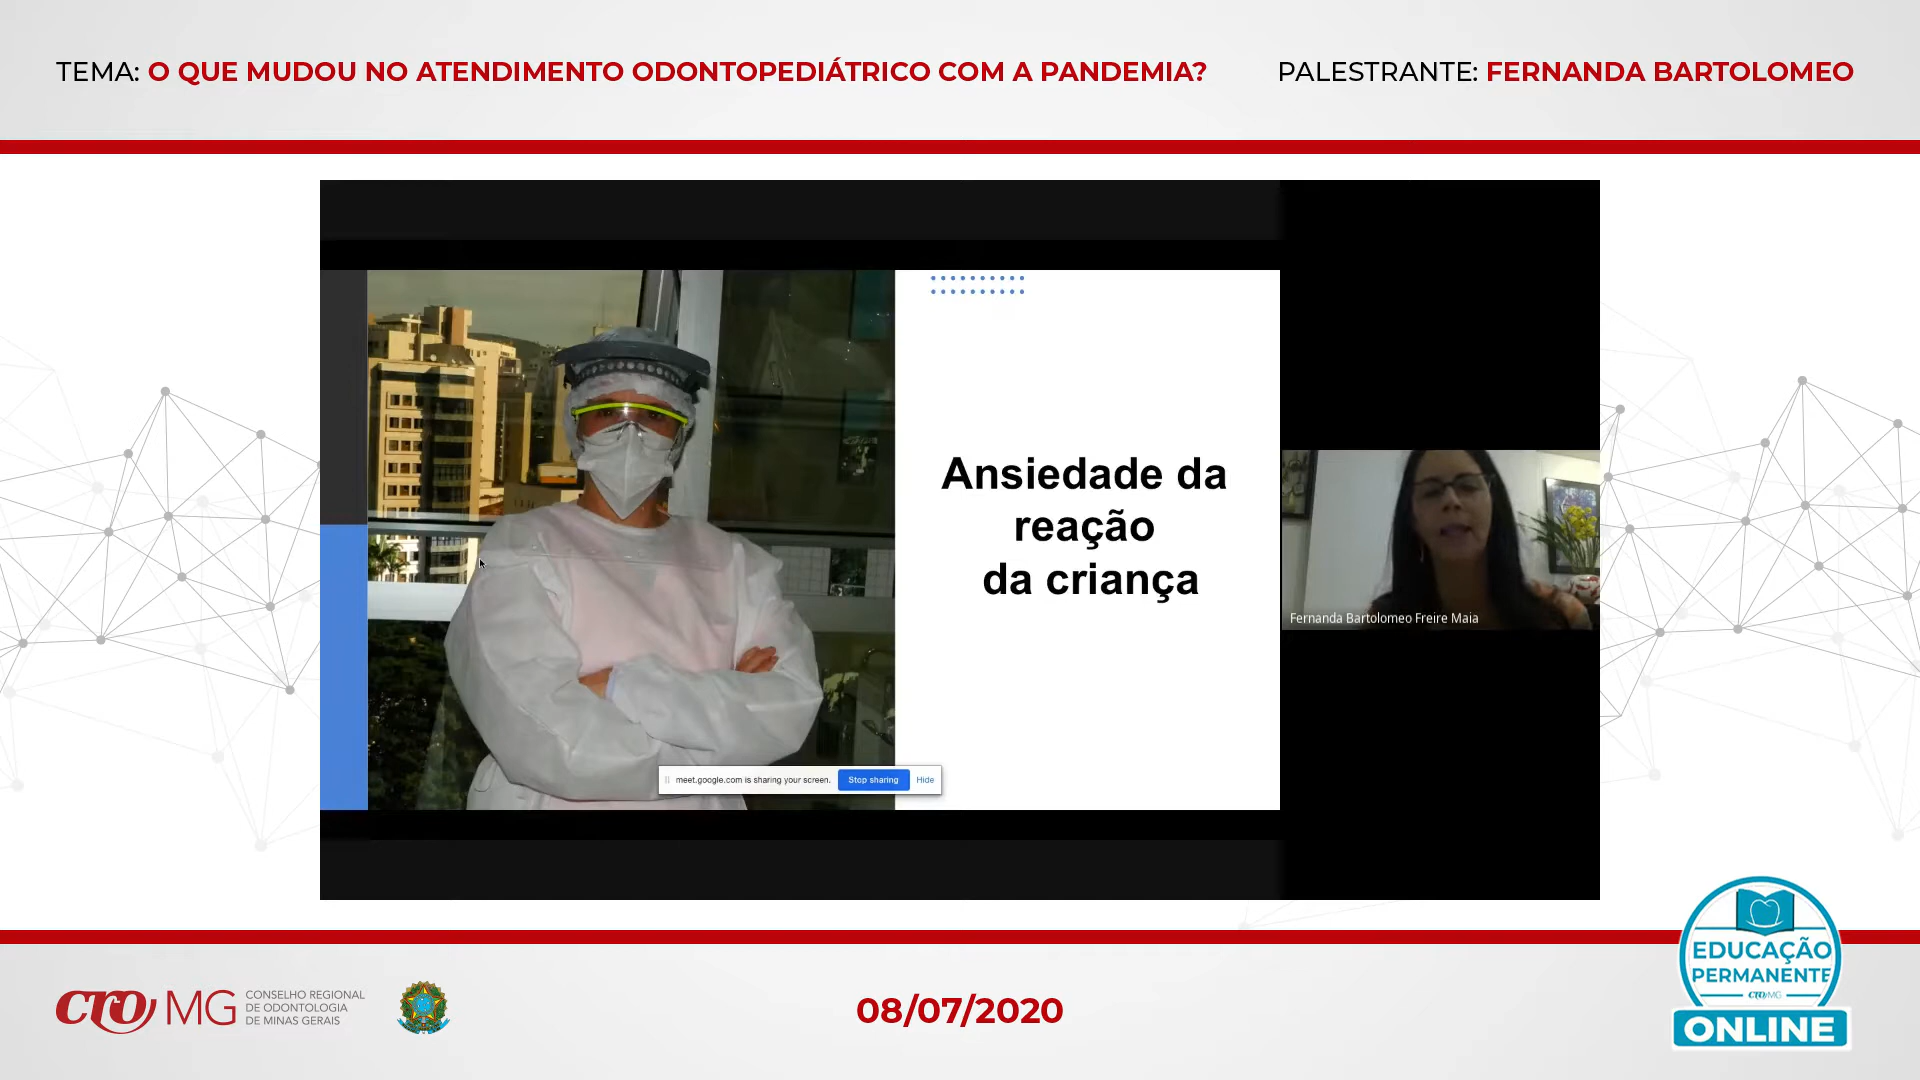 TEMA: O QUE MUDOU NO ATENDIMENTO ODONTOPEDIÁTRICO COM A PANDEMIA?
PALESTRANTE: FERNANDA BARTOLOMEO
Ansiedade da
reação
da criança
Fernanda Bartolomeo Freire Maia
meet.google.com is sharing your screen.
Stop sharing
Hide
CRO MG
CONSELHO REGIONAL
DE ODONTOLOGIA
DE MINAS GERAIS
08/07/2020
EDUCAÇÃO
PERMANENTE
CRO MG
ONLINE